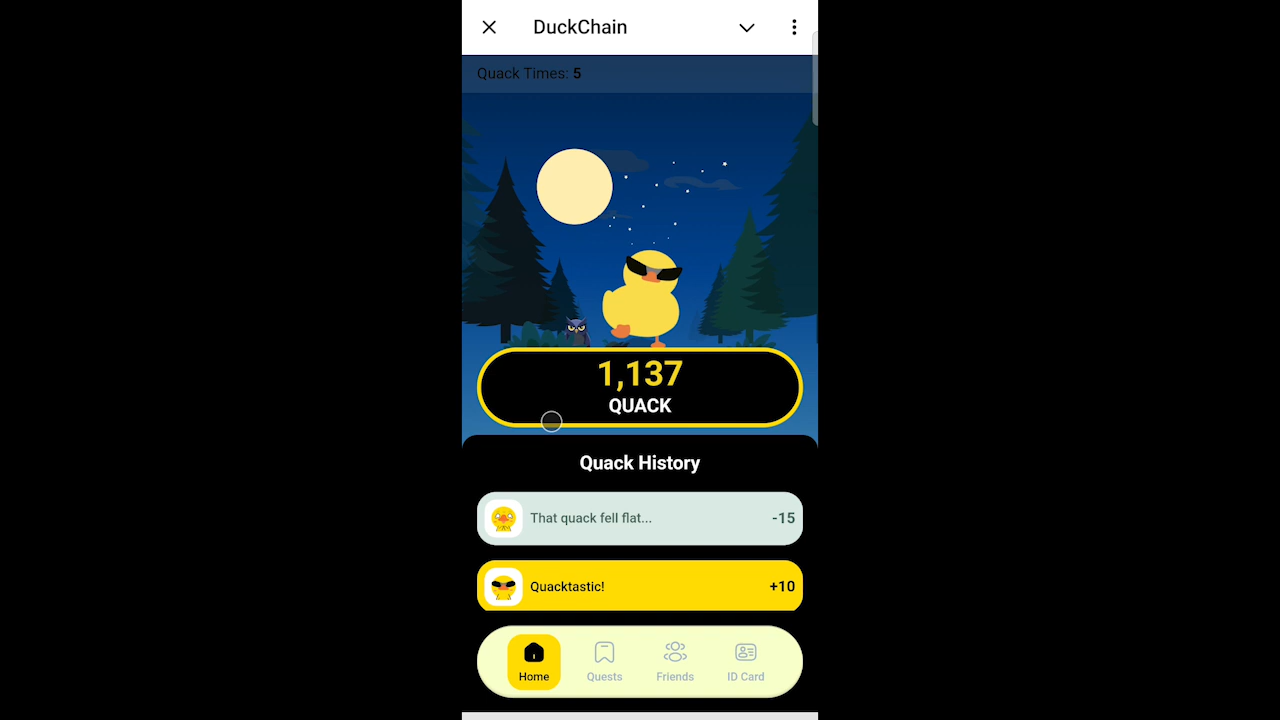 DuckChain
Quack Times: 5
1,137
QUACK
Quack History
That quack fell flat... -15
Quacktastic! +10
Home Quests Friends ID Card